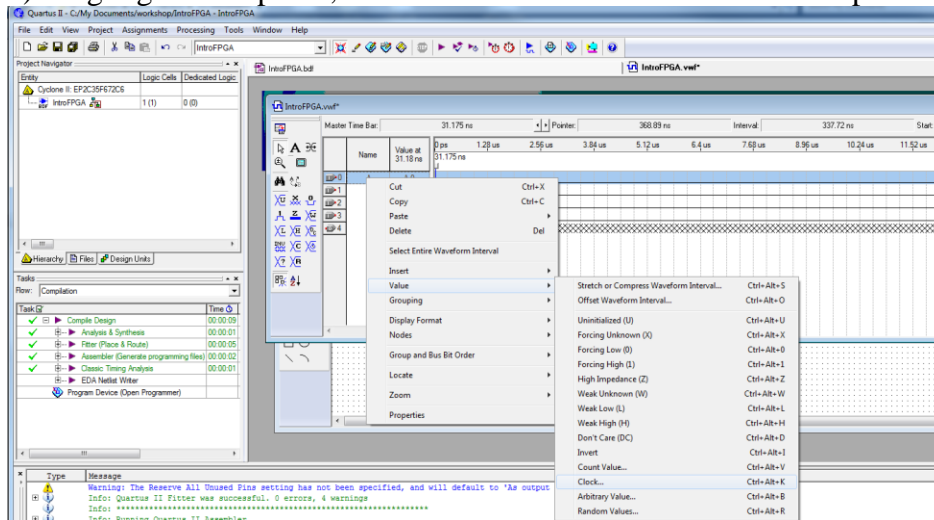 Quartus II - C:/My Documents/workshop/IntroFPGA - IntroFPGA
File Edit View Project Assignments Processing Tools Window Help
IntroFPGA
Project Navigator
Entity Logic Cells Dedicated Logic
Cyclone II: EP2C35F672C6
IntroFPGA 1 (1) 0 (0)
Hierarchy Files Design Units
Tasks
Flow: Compilation
Task Time
Compile Design 00:00:09
Analysis & Synthesis 00:00:01
Fitter (Place & Route) 00:00:05
Assembler (Generate programming files) 00:00:02
Classic Timing Analysis 00:00:01
EDA Netlist Writer
Program Device (Open Programmer)
IntroFPGA.bdf IntroFPGA.vwf*
IntroFPGA.vwf*
Master Time Bar: 31.175 ns Pointer: 368.89 ns Interval: 337.72 ns Start:
Name Value at 31.18 ns
0 ps 1.28 us 2.56 us 3.84 us 5.12 us 6.4 us 7.68 us 8.96 us 10.24 us 11.52 us
31.175 ns
0
1
2
3
4
Cut Ctrl+X
Copy Ctrl+C
Paste
Delete Del
Select Entire Waveform Interval
Insert
Value
Grouping
Display Format
Nodes
Group and Bus Bit Order
Locate
Zoom
Properties
Stretch or Compress Waveform Interval... Ctrl+Alt+S
Offset Waveform Interval... Ctrl+Alt+O
Uninitialized (U) Ctrl+Alt+U
Forcing Unknown (X) Ctrl+Alt+X
Forcing Low (0) Ctrl+Alt+0
Forcing High (1) Ctrl+Alt+1
High Impedance (Z) Ctrl+Alt+Z
Weak Unknown (W) Ctrl+Alt+W
Weak Low (L) Ctrl+Alt+L
Weak High (H) Ctrl+Alt+H
Don't Care (DC) Ctrl+Alt+D
Invert Ctrl+Alt+I
Count Value... Ctrl+Alt+V
Clock... Ctrl+Alt+K
Arbitrary Value... Ctrl+Alt+B
Random Values... Ctrl+Alt+R
Type Message
Warning: The Reserve All Unused Pins setting has not been specified, and will default to 'As output
Info: Quartus II Fitter was successful. 0 errors, 4 warnings
Info: ****************************************************************
Info: Running Quartus II Assembler